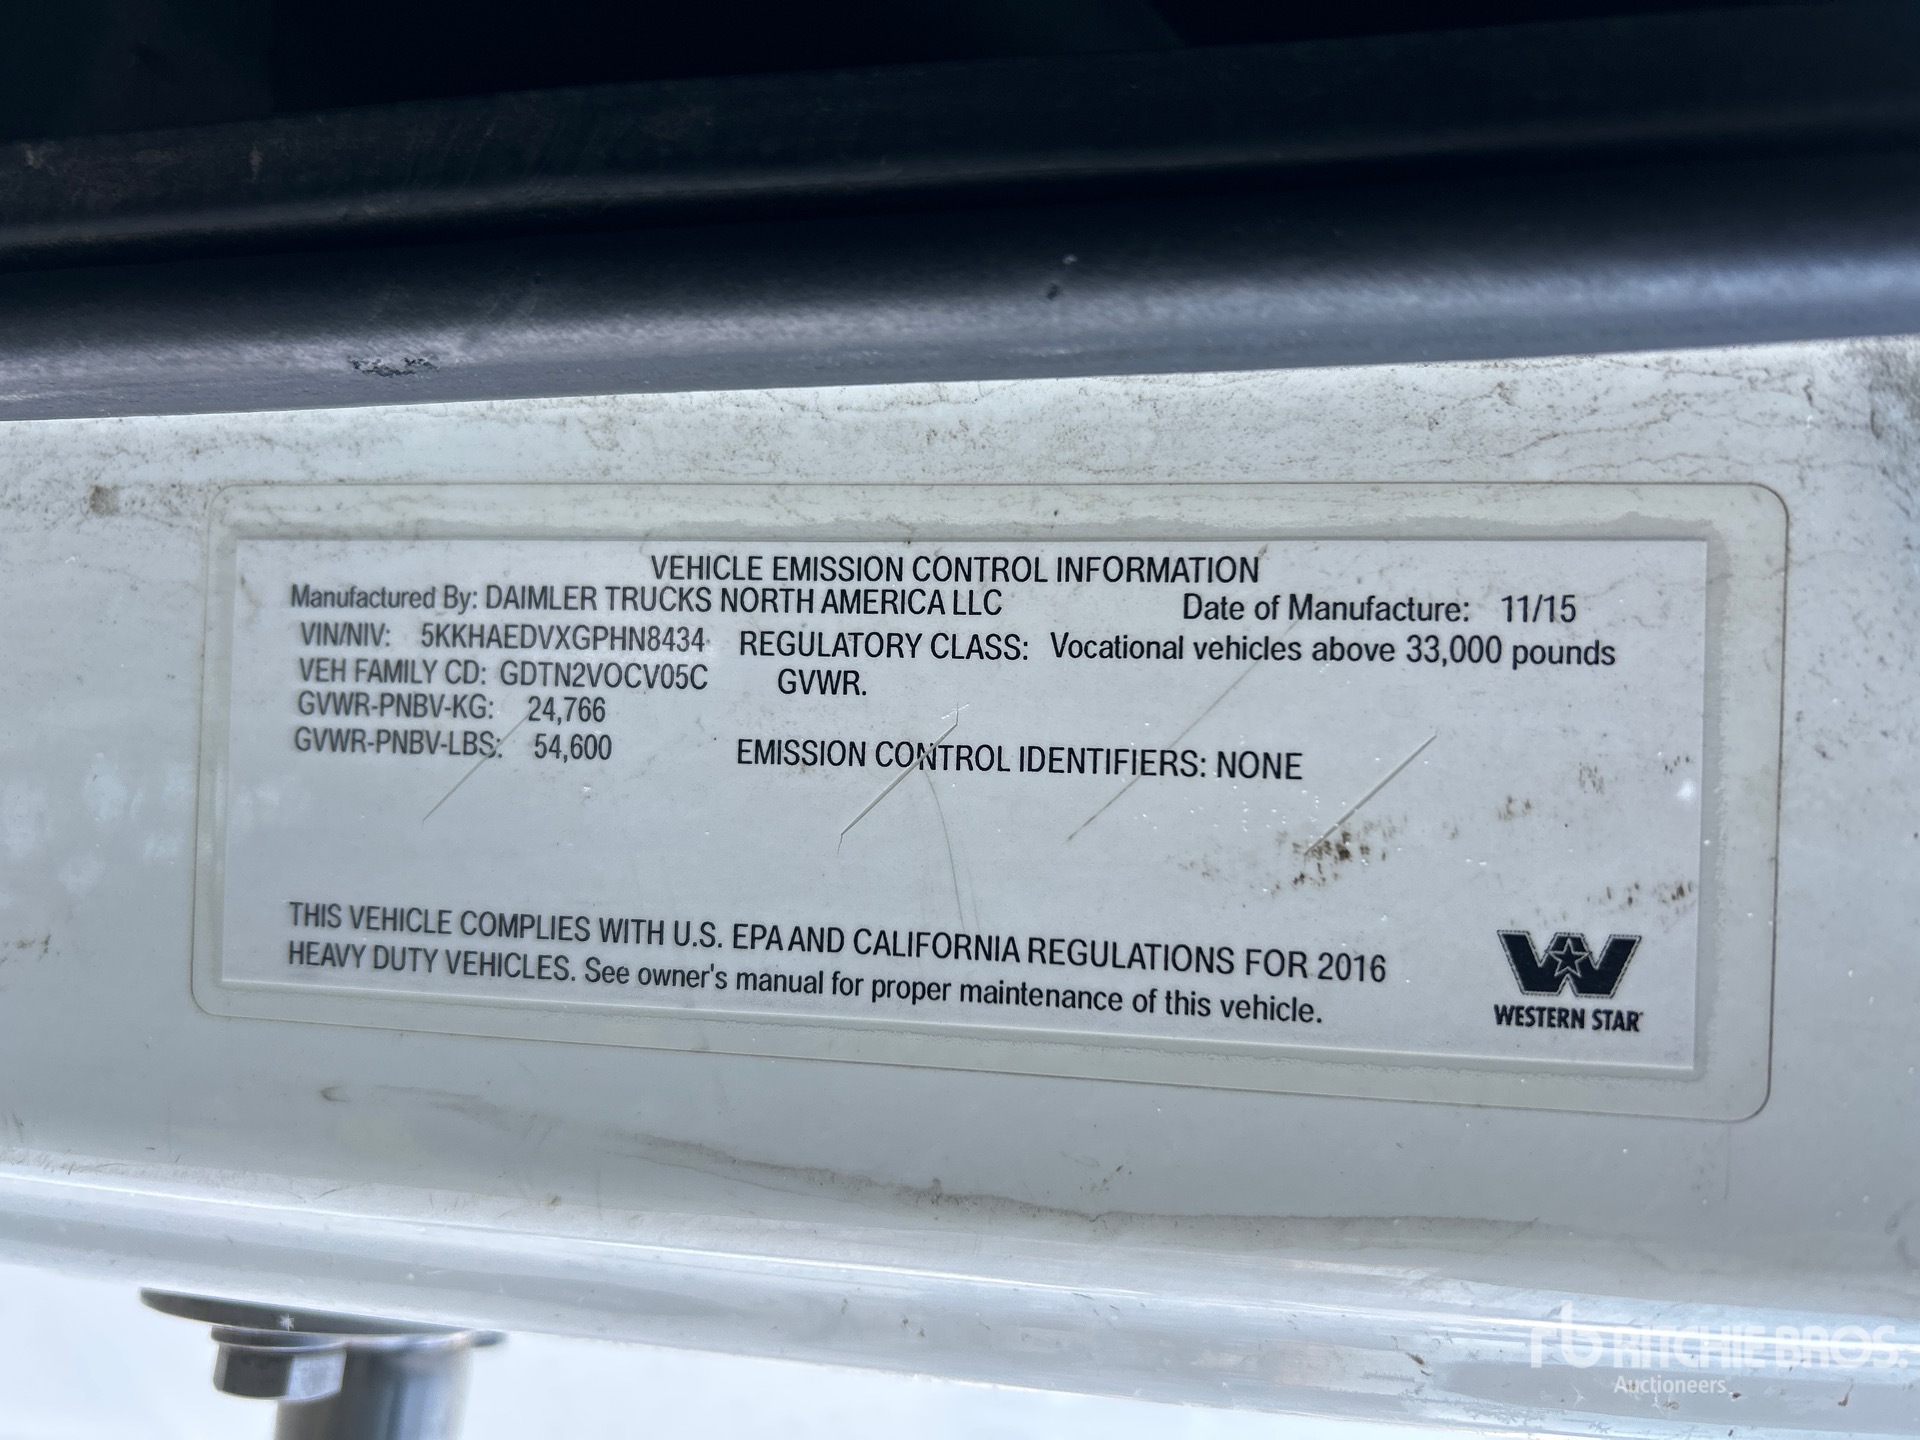 VEHICLE EMISSION CONTROL INFORMATION
Manufactured By: DAIMLER TRUCKS NORTH AMERICA LLC Date of Manufacture: 11/15
VIN/NIV: 5KKHAEDVXGPHN8434 REGULATORY CLASS: Vocational vehicles above 33,000 pounds
VEH FAMILY CD: GDTN2VOCV05C GVWR.
GVWR-PNBV-KG: 24,766
GVWR-PNBV-LBS: 54,600 EMISSION CONTROL IDENTIFIERS: NONE
THIS VEHICLE COMPLIES WITH U.S. EPA AND CALIFORNIA REGULATIONS FOR 2016
HEAVY DUTY VEHICLES. See owner's manual for proper maintenance of this vehicle.
WESTERN STAR
rb RITCHIE BROS.
Auctioneers